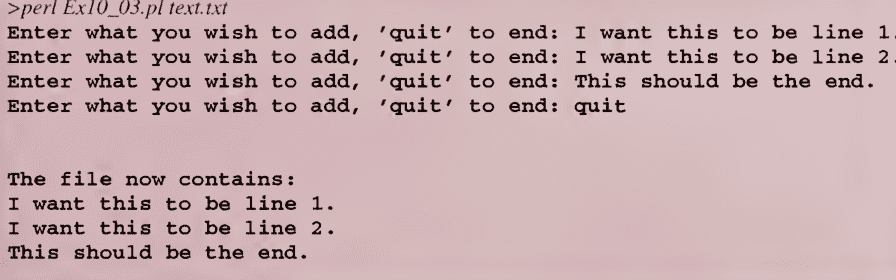 >perl Ex10_03.pl text.txt
Enter what you wish to add, 'quit' to end: I want this to be line 1.
Enter what you wish to add, 'quit' to end: I want this to be line 2.
Enter what you wish to add, 'quit' to end: This should be the end.
Enter what you wish to add, 'quit' to end: quit
The file now contains:
I want this to be line 1.
I want this to be line 2.
This should be the end.